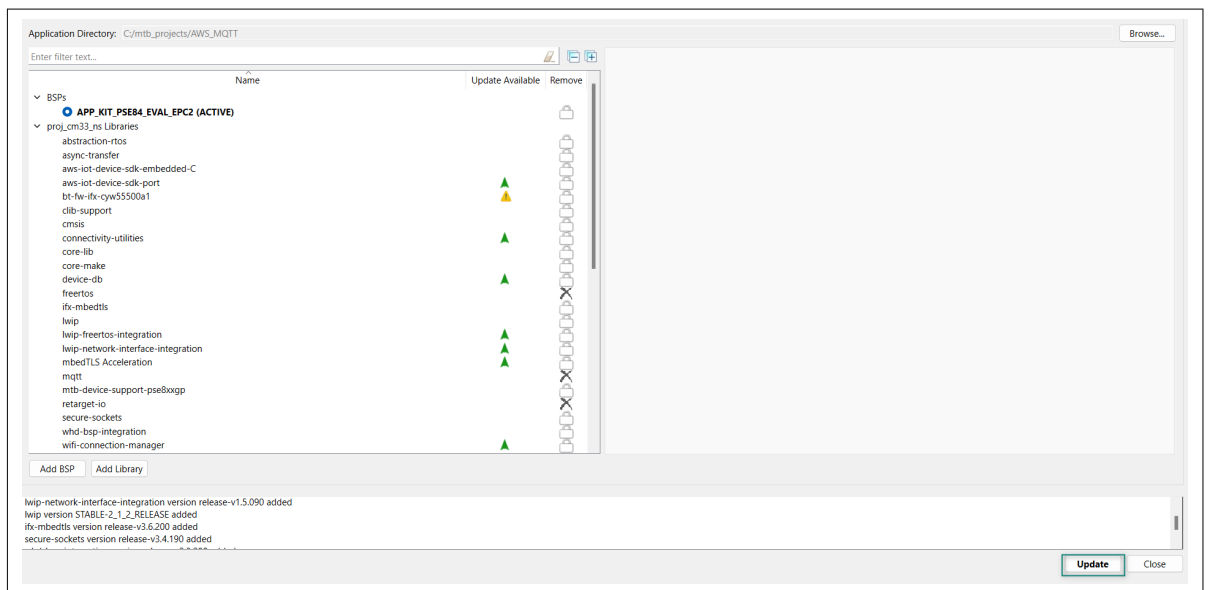 Application Directory: C:/mtb_projects/AWS_MQTT Browse...
Enter filter text...
Name Update Available Remove
BSPs
APP_KIT_PSE84_EVAL_EPC2 (ACTIVE)
proj_cm33_ns Libraries
abstraction-rtos
async-transfer
aws-iot-device-sdk-embedded-C
aws-iot-device-sdk-port
bt-fw-ifx-cyw55500a1
clib-support
cmsis
connectivity-utilities
core-lib
core-make
device-db
freertos
ifx-mbedtls
lwip
lwip-freertos-integration
lwip-network-interface-integration
mbedTLS Acceleration
mqtt
mtb-device-support-pse8xxgp
retarget-io
secure-sockets
whd-bsp-integration
wifi-connection-manager
Add BSP Add Library
lwip-network-interface-integration version release-v1.5.090 added
lwip version STABLE-2_1_2_RELEASE added
ifx-mbedtls version release-v3.6.200 added
secure-sockets version release-v3.4.190 added
Update Close